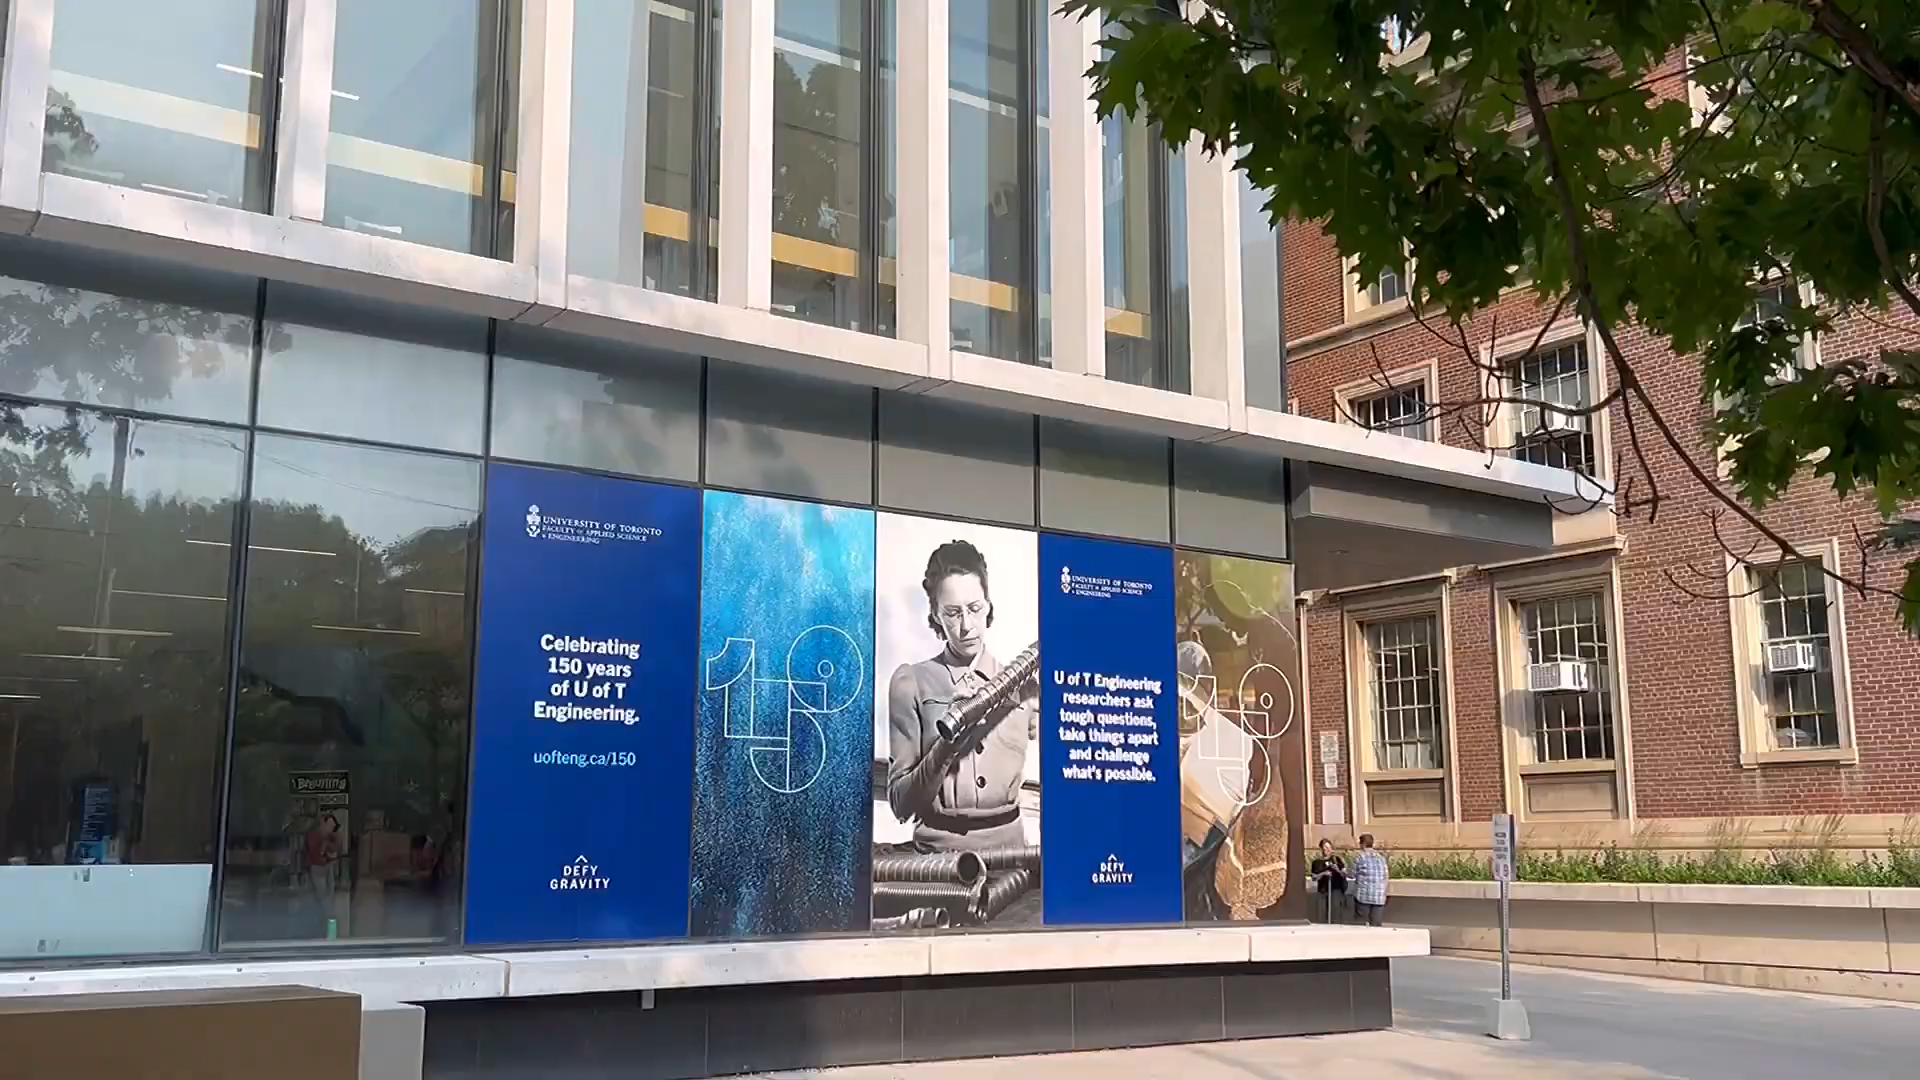 UNIVERSITY OF TORONTO
FACULTY OF APPLIED SCIENCE
& ENGINEERING
Celebrating
150 years
of U of T
Engineering.
uofteng.ca/150
DEFY
GRAVITY
150
UNIVERSITY OF TORONTO
FACULTY OF APPLIED SCIENCE
& ENGINEERING
U of T Engineering
researchers ask
tough questions,
take things apart
and challenge
what's possible.
DEFY
GRAVITY
150